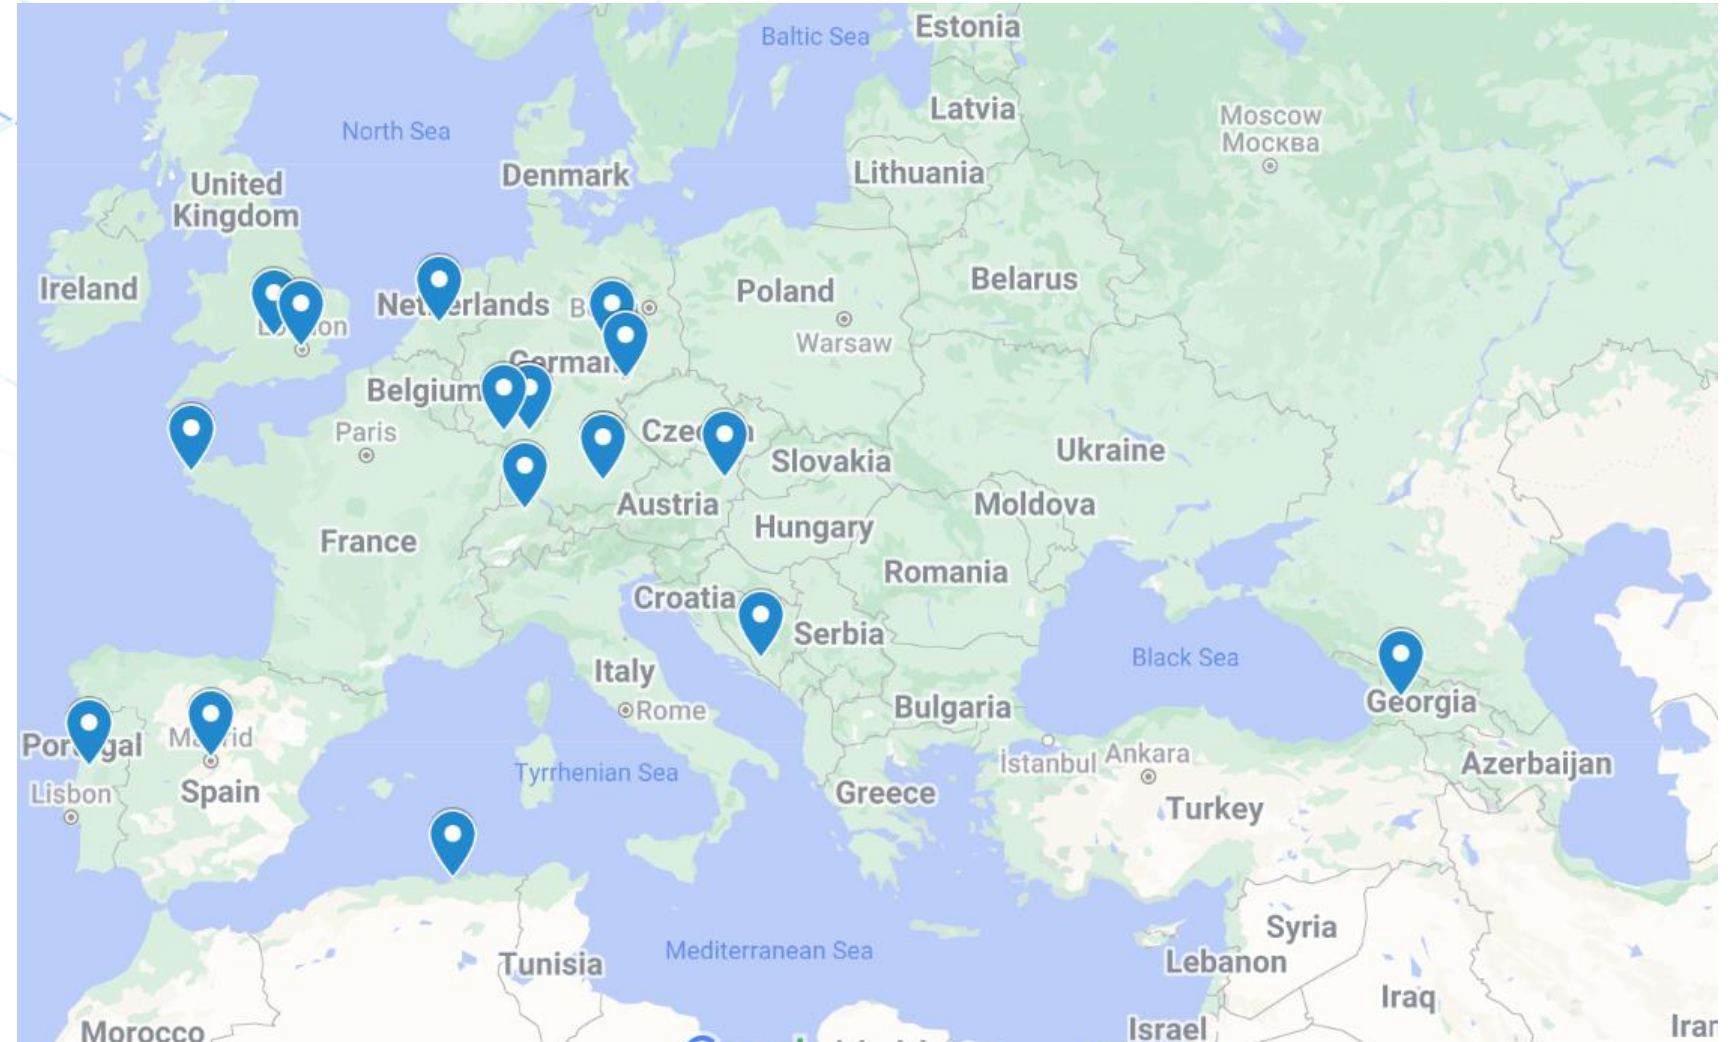 Estonia
Baltic Sea
Latvia
Moscow
Москва
North Sea
Lithuania
Denmark
United
Kingdom
Belarus
Ireland
Poland
Warsaw
Belgium
Paris
Slovakia
Ukraine
Austria
Moldova
Hungary
France
Romania
Croatia
Serbia
Black Sea
Italy
Rome
Bulgaria
Georgia
İstanbul
Ankara
Azerbaijan
Tyrrhenian Sea
Lisbon
Spain
Greece
Turkey
Syria
Mediterranean Sea
Lebanon
Tunisia
Iraq
Morocco
Israel